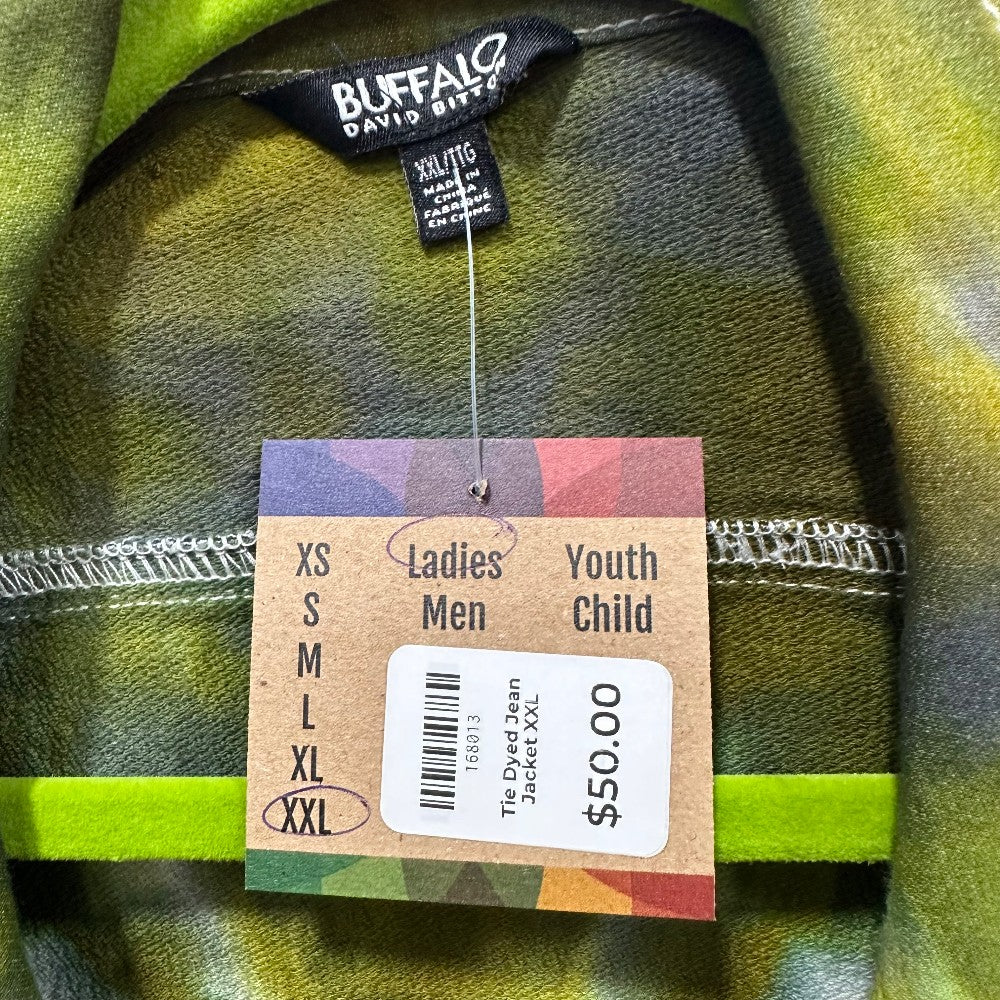 BUFFALO
DAVID BITTON
XXL/TTG
MADE IN
CHINA
FABRIQUÉ
EN CHINE
XS
S
M
L
XL
XXL
Ladies
Men
Youth
Child
168013
Tie Dyed Jean
Jacket XXL
$50.00